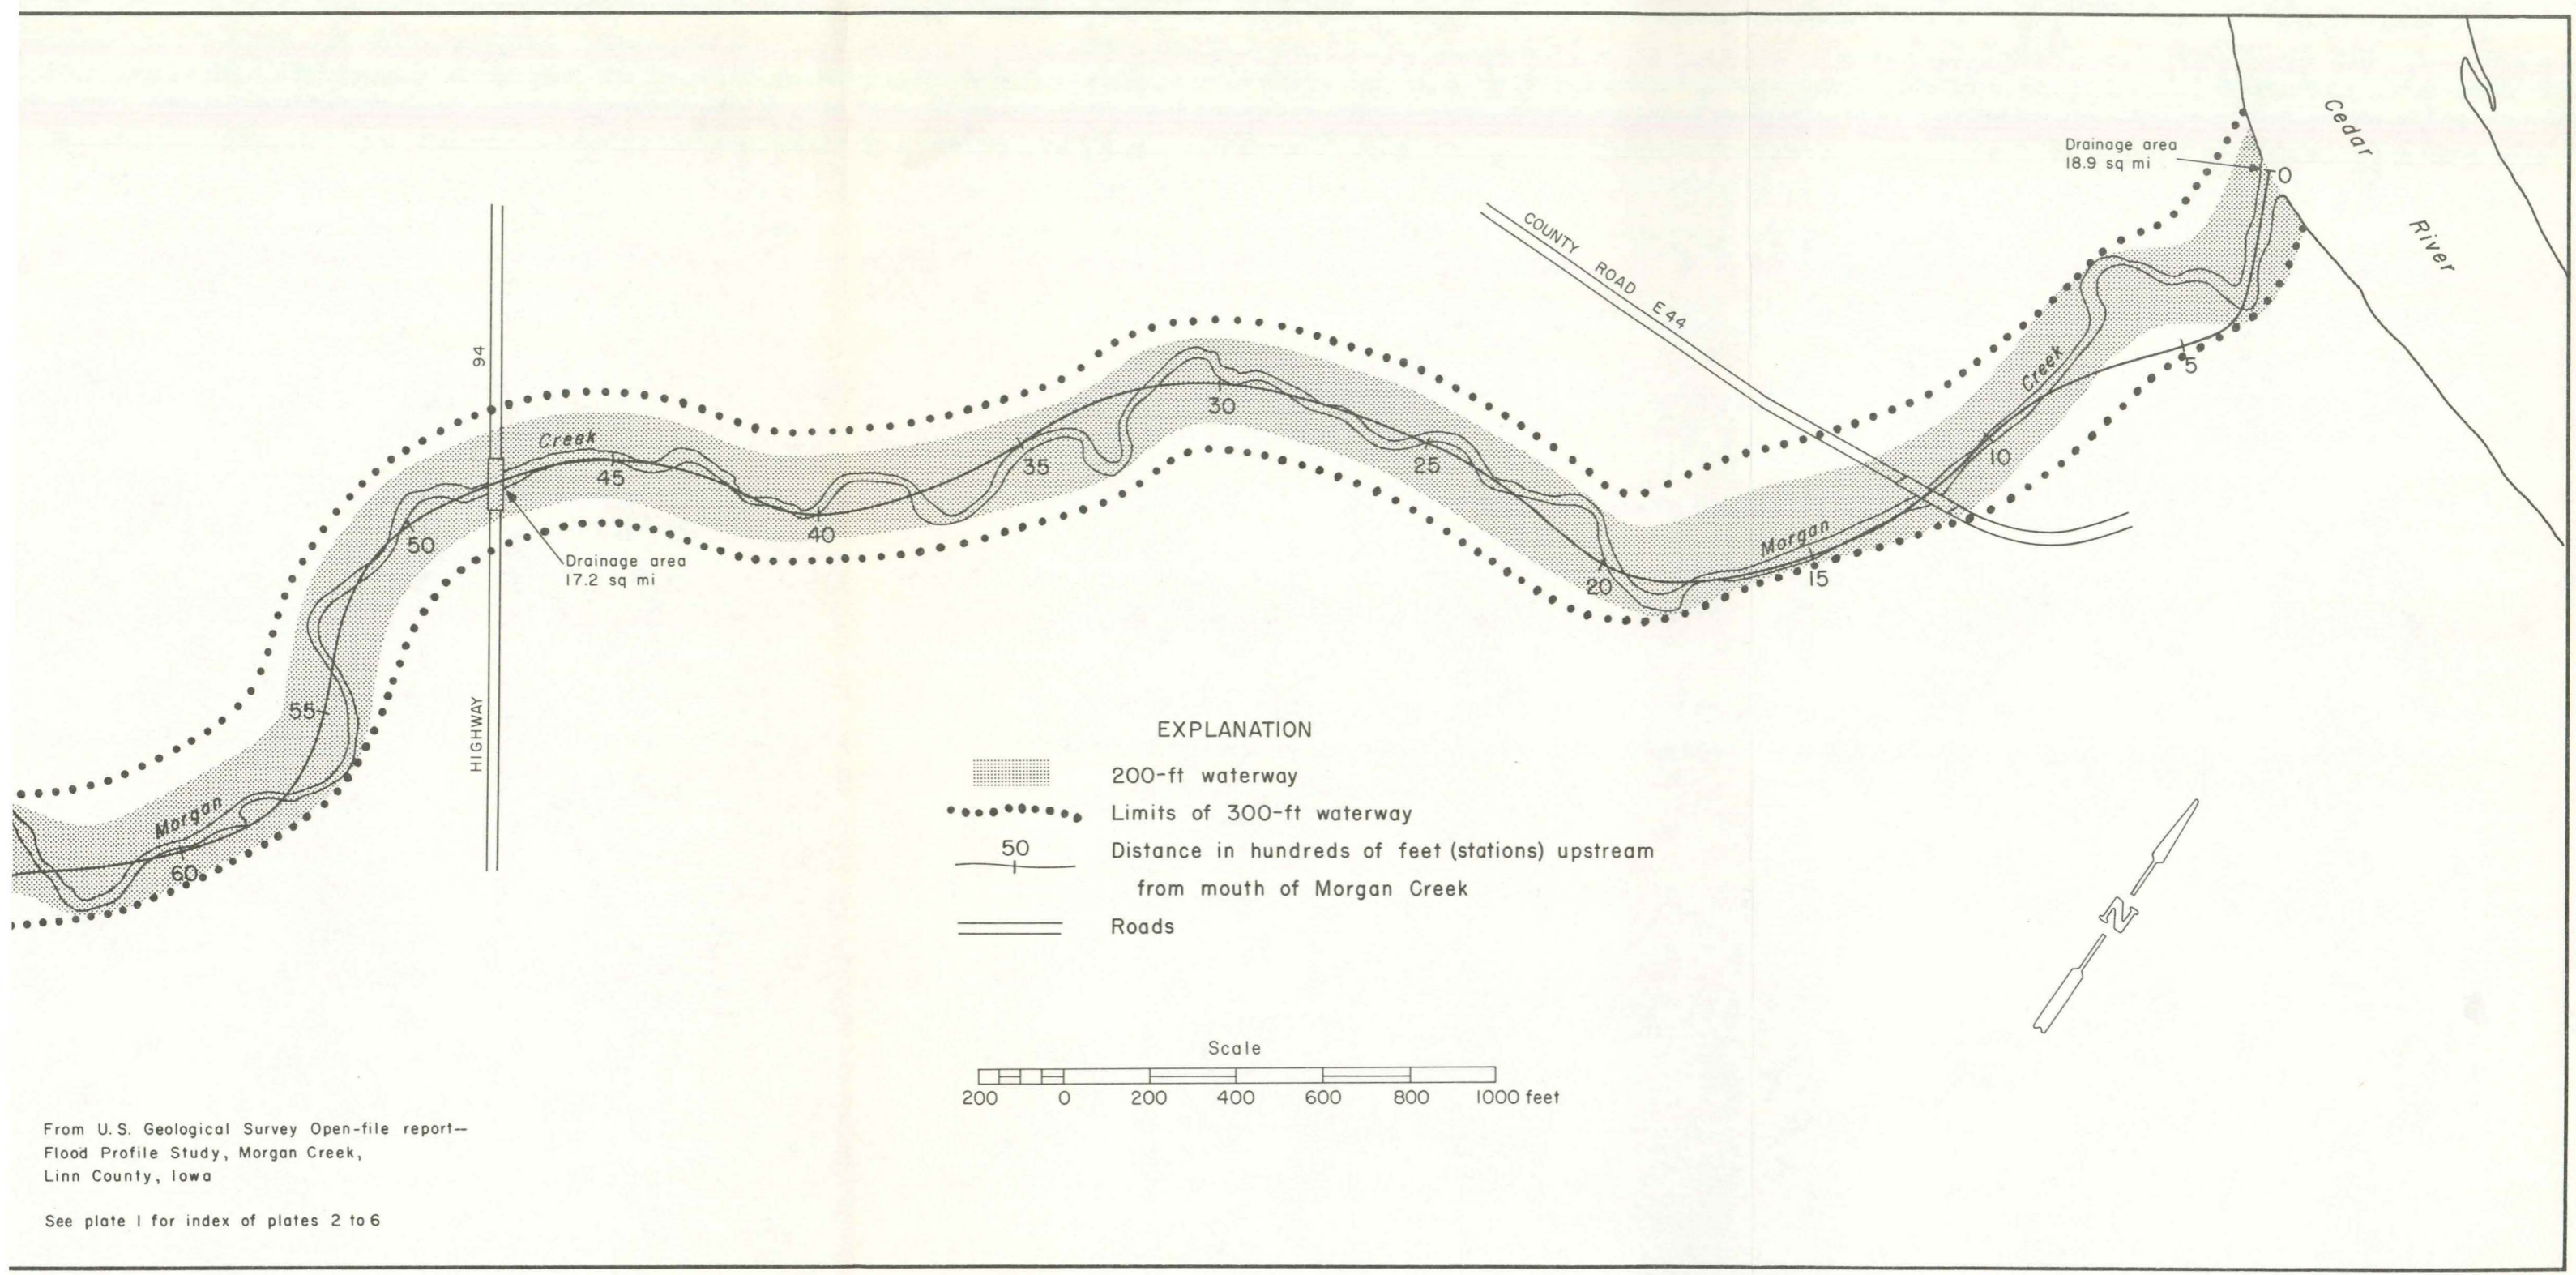 Cedar
River
Drainage area
18.9 sq mi
0
COUNTY ROAD E 44
5
Creek
10
Morgan
15
20
25
30
35
40
45
Creek
94
HIGHWAY
Drainage area
17.2 sq mi
50
55
Morgan
60
EXPLANATION
200-ft waterway
Limits of 300-ft waterway
50
Distance in hundreds of feet (stations) upstream
from mouth of Morgan Creek
Roads
N
Scale
200 0 200 400 600 800 1000 feet
From U.S. Geological Survey Open-file report—
Flood Profile Study, Morgan Creek,
Linn County, Iowa
See plate 1 for index of plates 2 to 6